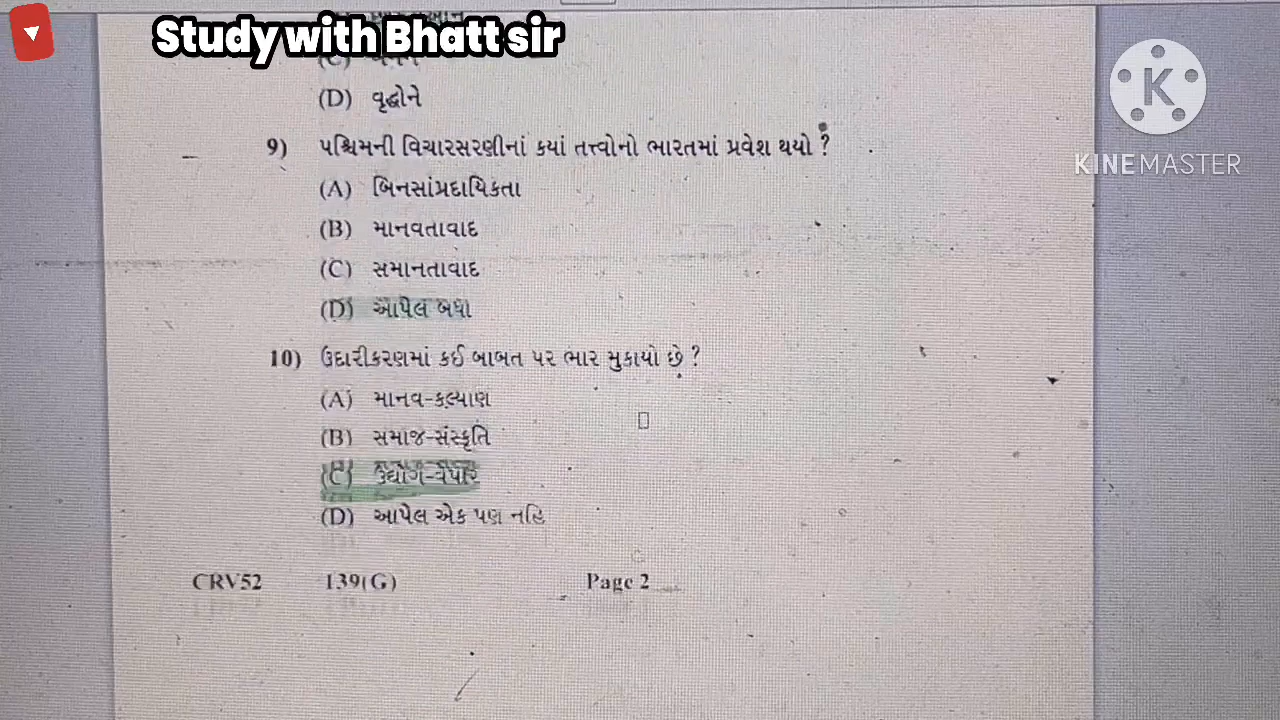 Study with Bhatt sir
(D) વૃદ્ધોને
KINEMASTER
9) પશ્ચિમની વિચારસરણીનાં કયાં તત્ત્વોનો ભારતમાં પ્રવેશ થયો ?
(A) બિનસાંપ્રદાયિકતા
(B) માનવતાવાદ
(C) સમાનતાવાદ
(D) આપેલ બધા
10) ઉદારીકરણમાં કઈ બાબત પર ભાર મુકાયો છે ?
(A) માનવ-કલ્યાણ
(B) સમાજ-સંસ્કૃતિ
(C) ઉદ્યોગ-વેપાર
(D) આપેલ એક પણ નહિ
CRV52 139(G) Page 2